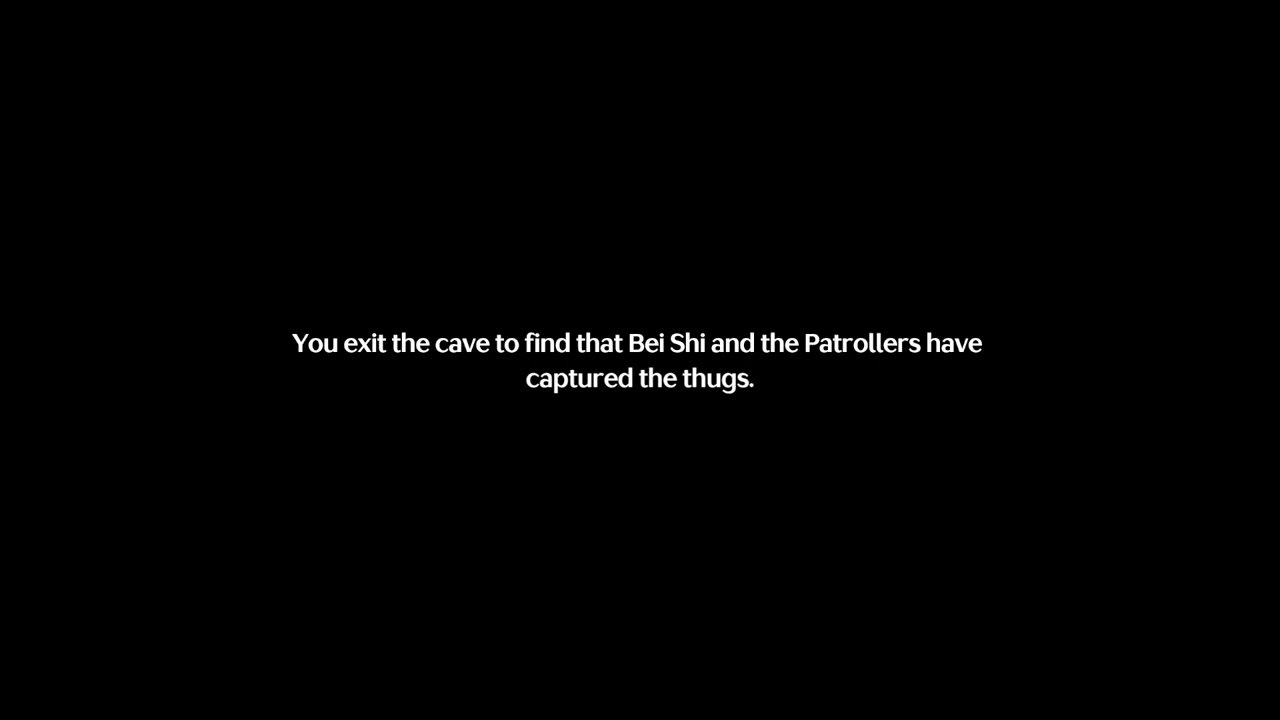 You exit the cave to find that Bei Shi and the Patrollers have
captured the thugs.